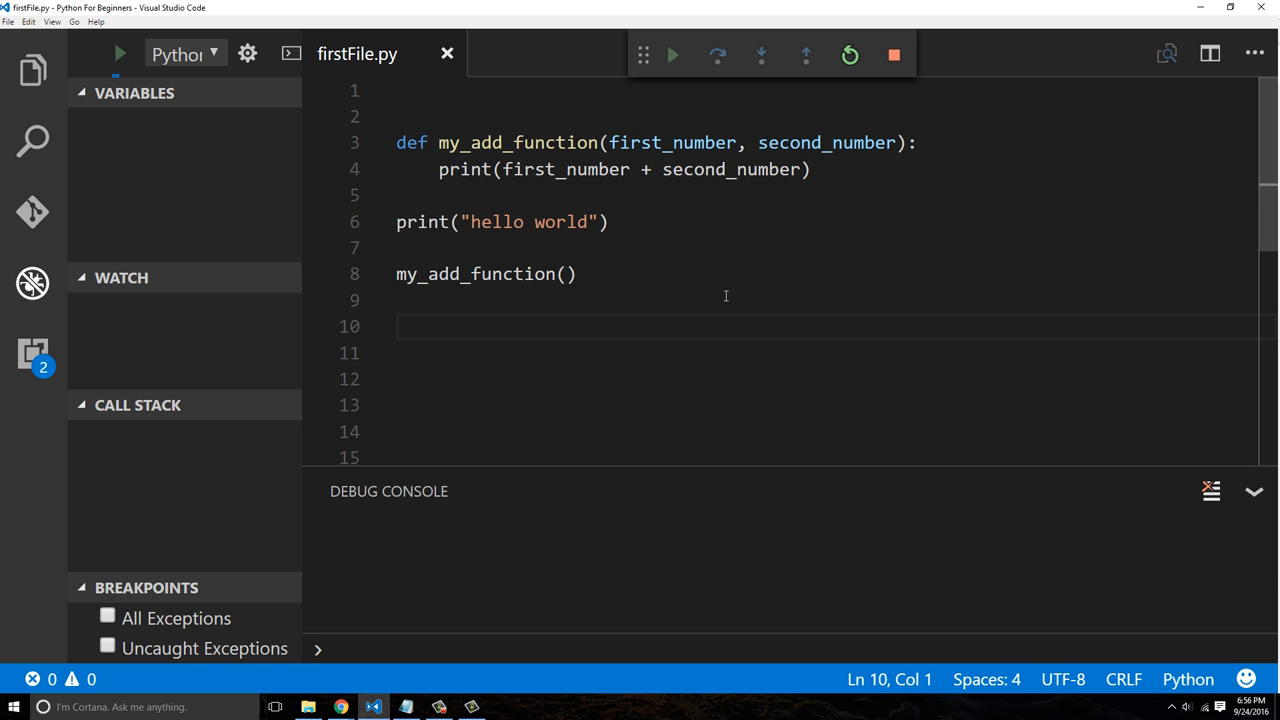 firstFile.py - Python For Beginners - Visual Studio Code
File Edit View Go Help
Pythor
firstFile.py
VARIABLES
WATCH
CALL STACK
BREAKPOINTS
All Exceptions
Uncaught Exceptions
1
2
3 def my_add_function(first_number, second_number):
4 print(first_number + second_number)
5
6 print("hello world")
7
8 my_add_function()
9
10
11
12
13
14
15
DEBUG CONSOLE
2
0 0
Ln 10, Col 1 Spaces: 4 UTF-8 CRLF Python
I'm Cortana. Ask me anything.
6:56 PM
9/24/2016